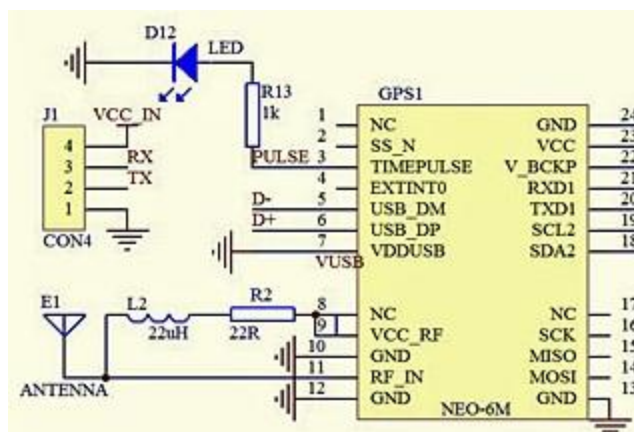 D12
LED
R13
1k
J1
VCC_IN
4
3 RX
2 TX
1
CON4
GPS1
PULSE
D-
D+
VUSB
1 NC
2 SS_N
3 TIMEPULSE
4 EXTINT0
5 USB_DM
6 USB_DP
7 VDDUSB
8 NC
9 VCC_RF
10 GND
11 RF_IN
12 GND
GND 24
VCC 23
V_BCKP 22
RXD1 21
TXD1 20
SCL2 19
SDA2 18
NC 17
SCK 16
MISO 15
MOSI 14
GND 13
NEO-6M
E1
L2
22uH
R2
22R
ANTENNA